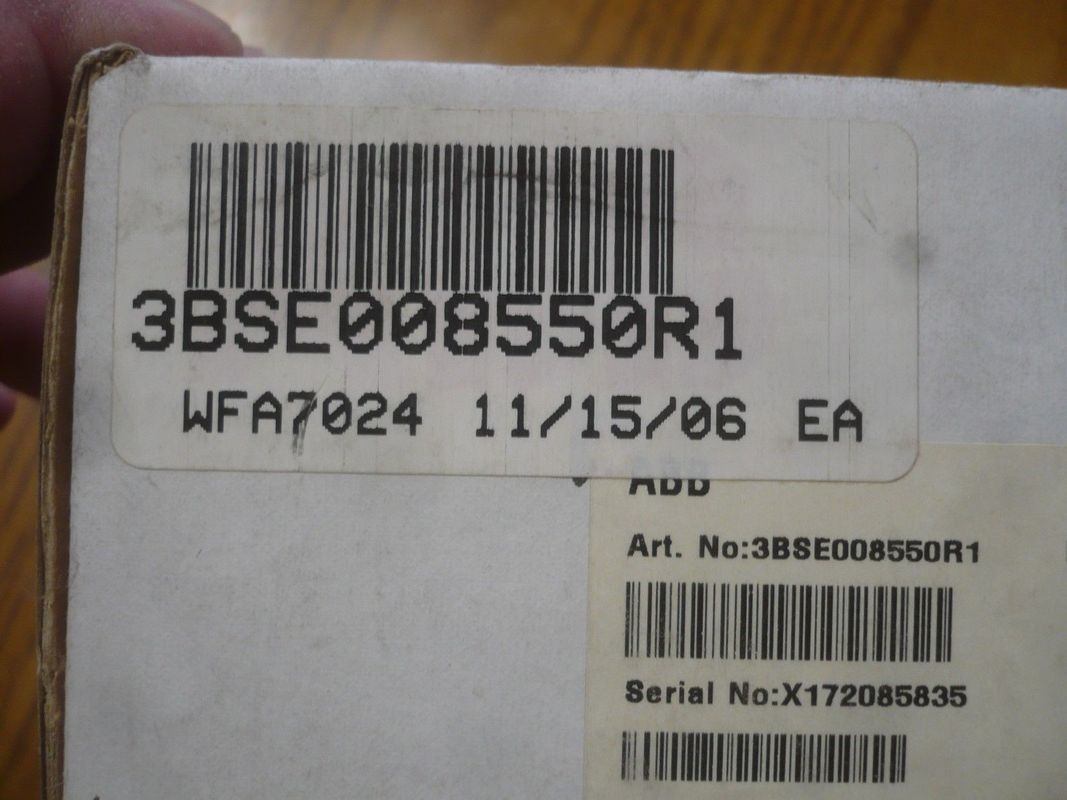 3BSE008550R1
WFA7024 11/15/06 EA
ABB
Art. No:3BSE008550R1
Serial No:X172085835